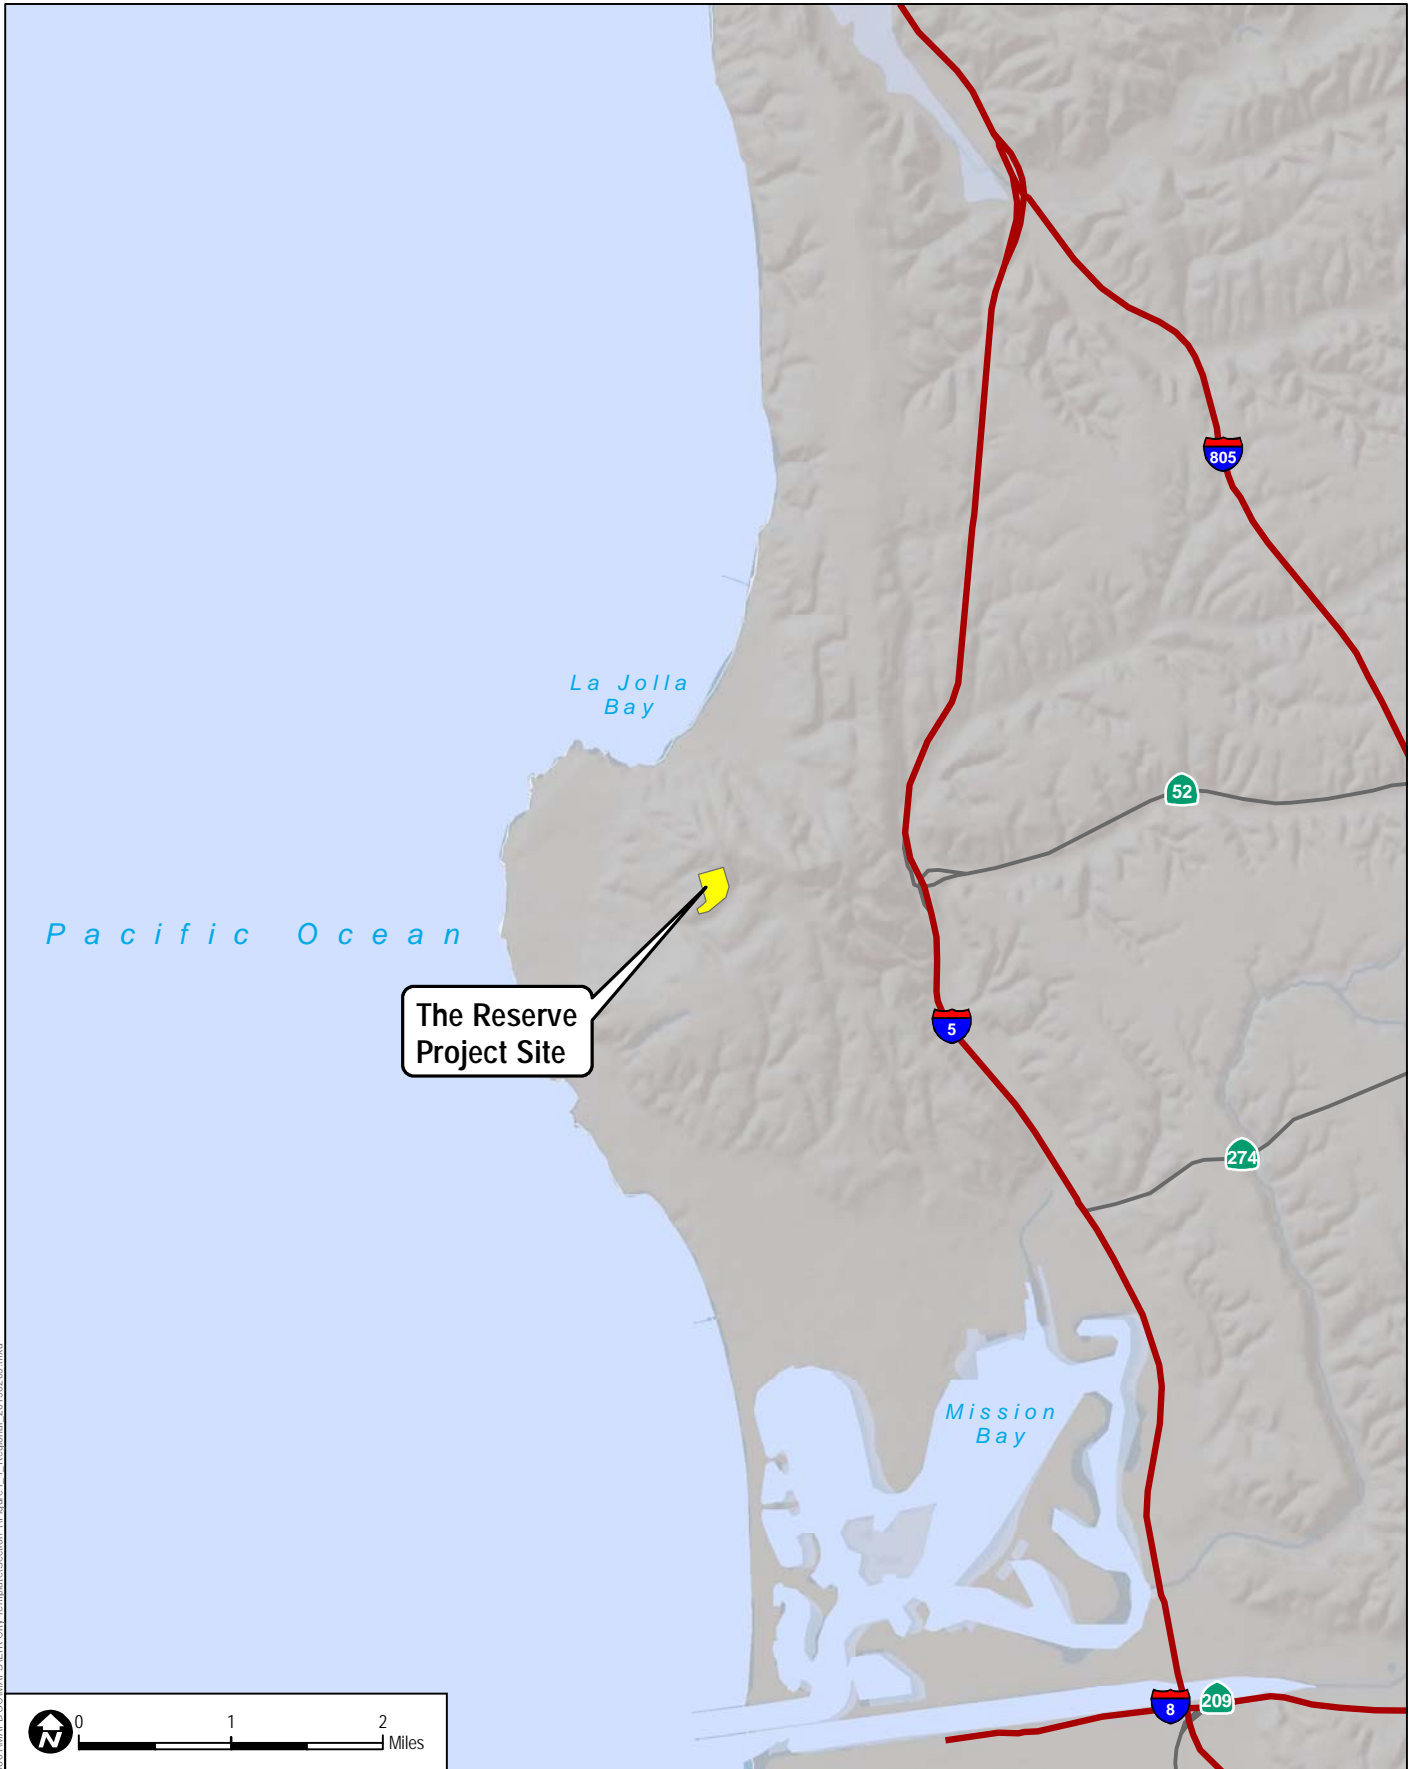 805
La Jolla
Bay
52
Pacific Ocean
The Reserve
Project Site
5
274
Mission
Bay
209
8
N
0 1 2
Miles